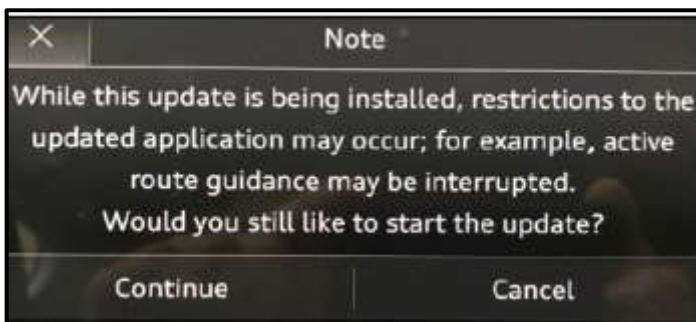 Note
While this update is being installed, restrictions to the
updated application may occur; for example, active
route guidance may be interrupted.
Would you still like to start the update?
Continue
Cancel